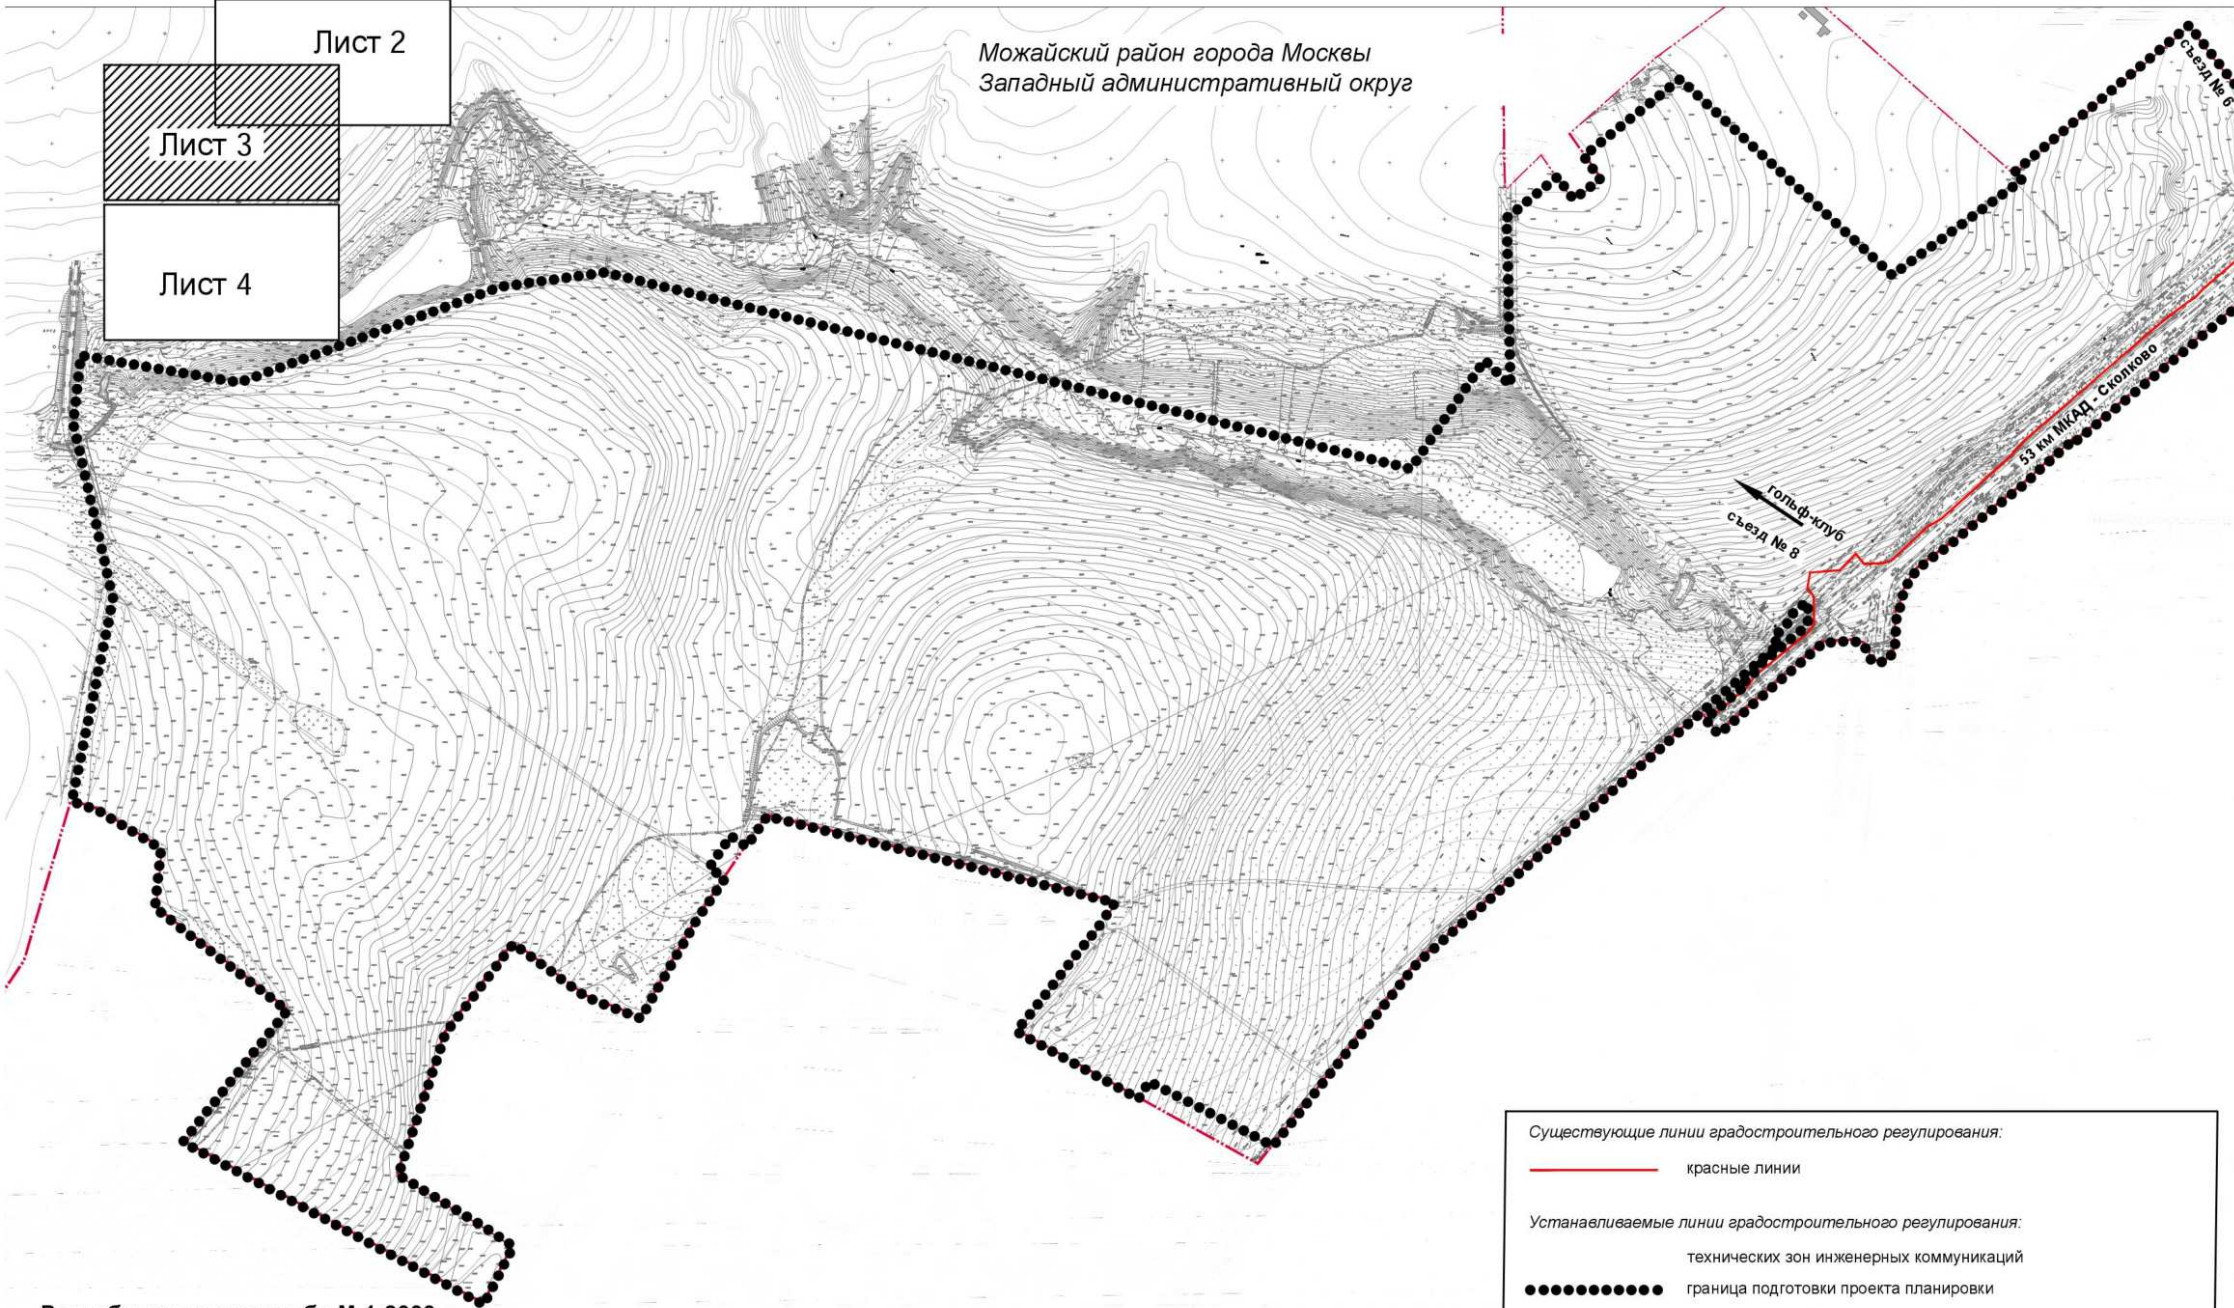 Лист 2
Можайский район города Москвы
Западный административный округ
съезд № 6
Лист 3
Лист 4
53 км МКАД - Сколково
гольф-клуб
съезд № 8
Существующие линии градостроительного регулирования:
красные линии
Устанавливаемые линии градостроительного регулирования:
технических зон инженерных коммуникаций
граница подготовки проекта планировки